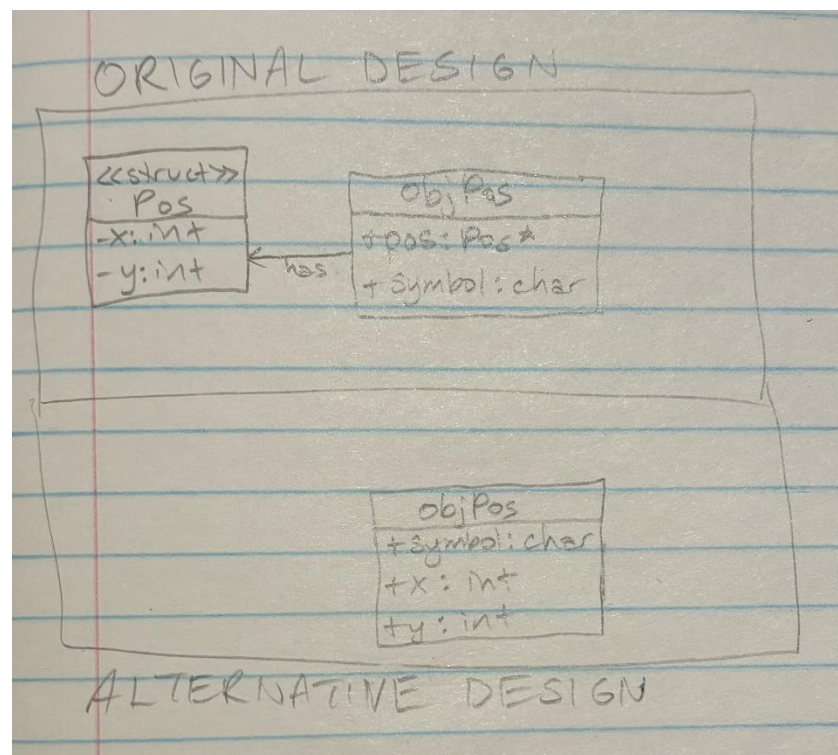 ORIGINAL DESIGN
<<struct>>
Pos
-x: int
-y: int
has
objPos
+pos: Pos*
+symbol: char
objPos
+symbol: char
+x: int
+y: int
ALTERNATIVE DESIGN